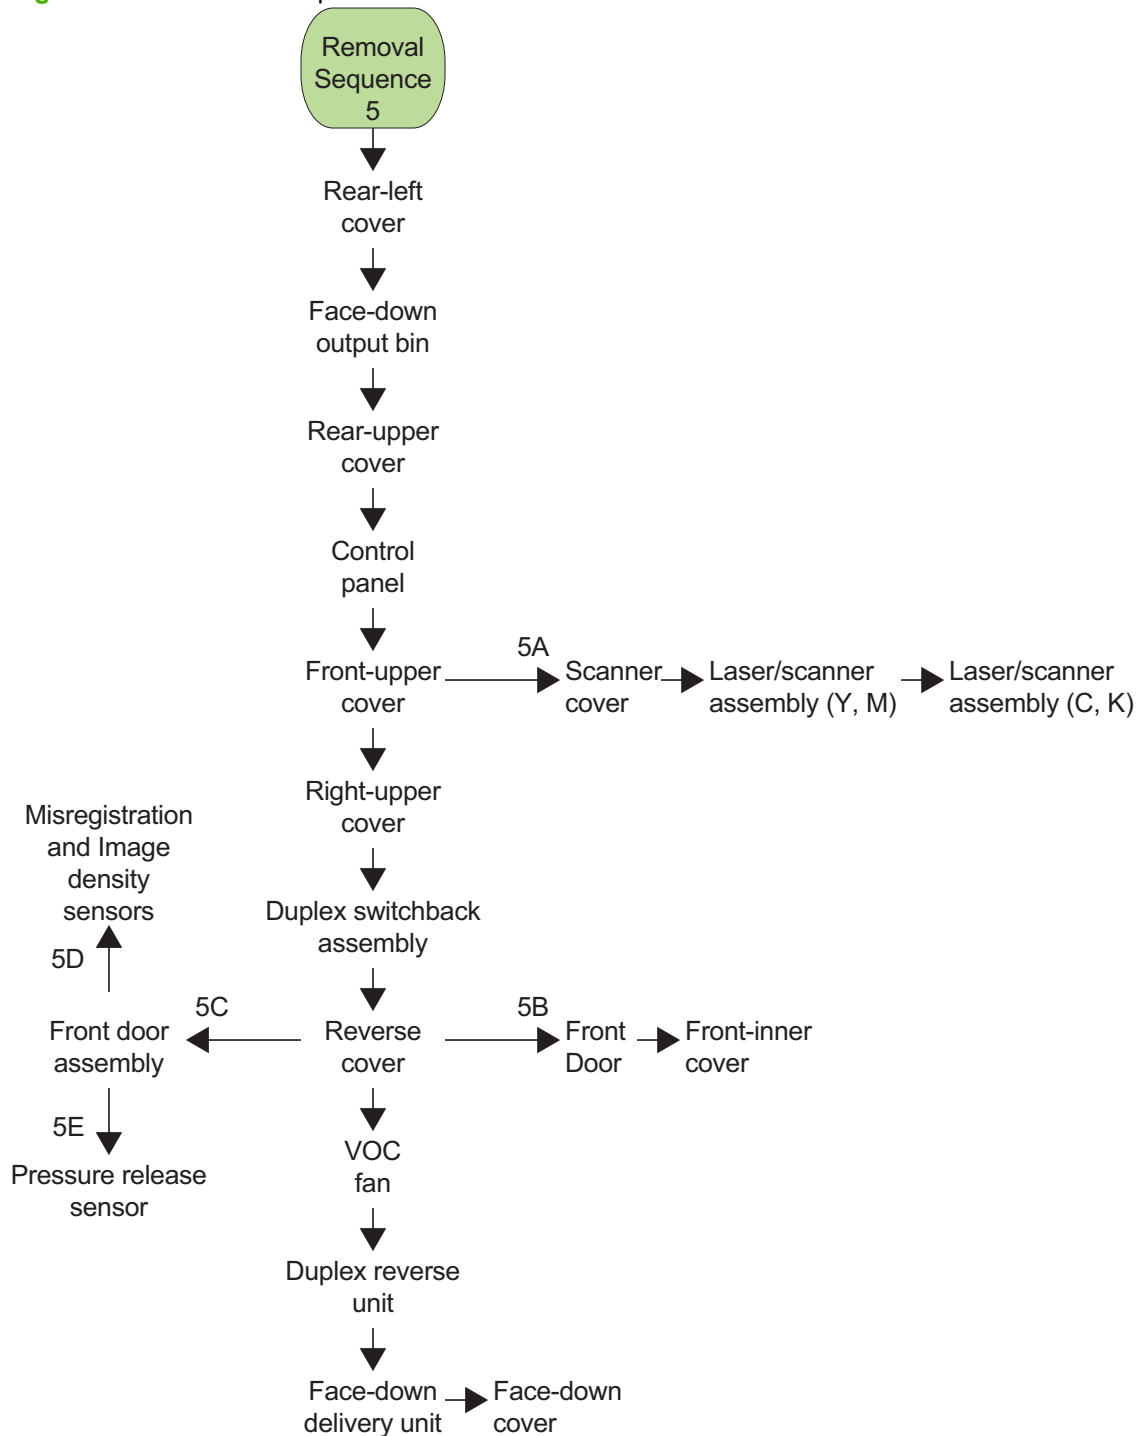 Removal
Sequence
5
Rear-left
cover
Face-down
output bin
Rear-upper
cover
Control
panel
5A
Front-upper
cover
Scanner
cover
Laser/scanner
assembly (Y, M)
Laser/scanner
assembly (C, K)
Right-upper
cover
Misregistration
and Image
density
sensors
Duplex switchback
assembly
5D
5C
5B
Front door
assembly
Reverse
cover
Front
Door
Front-inner
cover
5E
Pressure release
sensor
VOC
fan
Duplex reverse
unit
Face-down
delivery unit
Face-down
cover